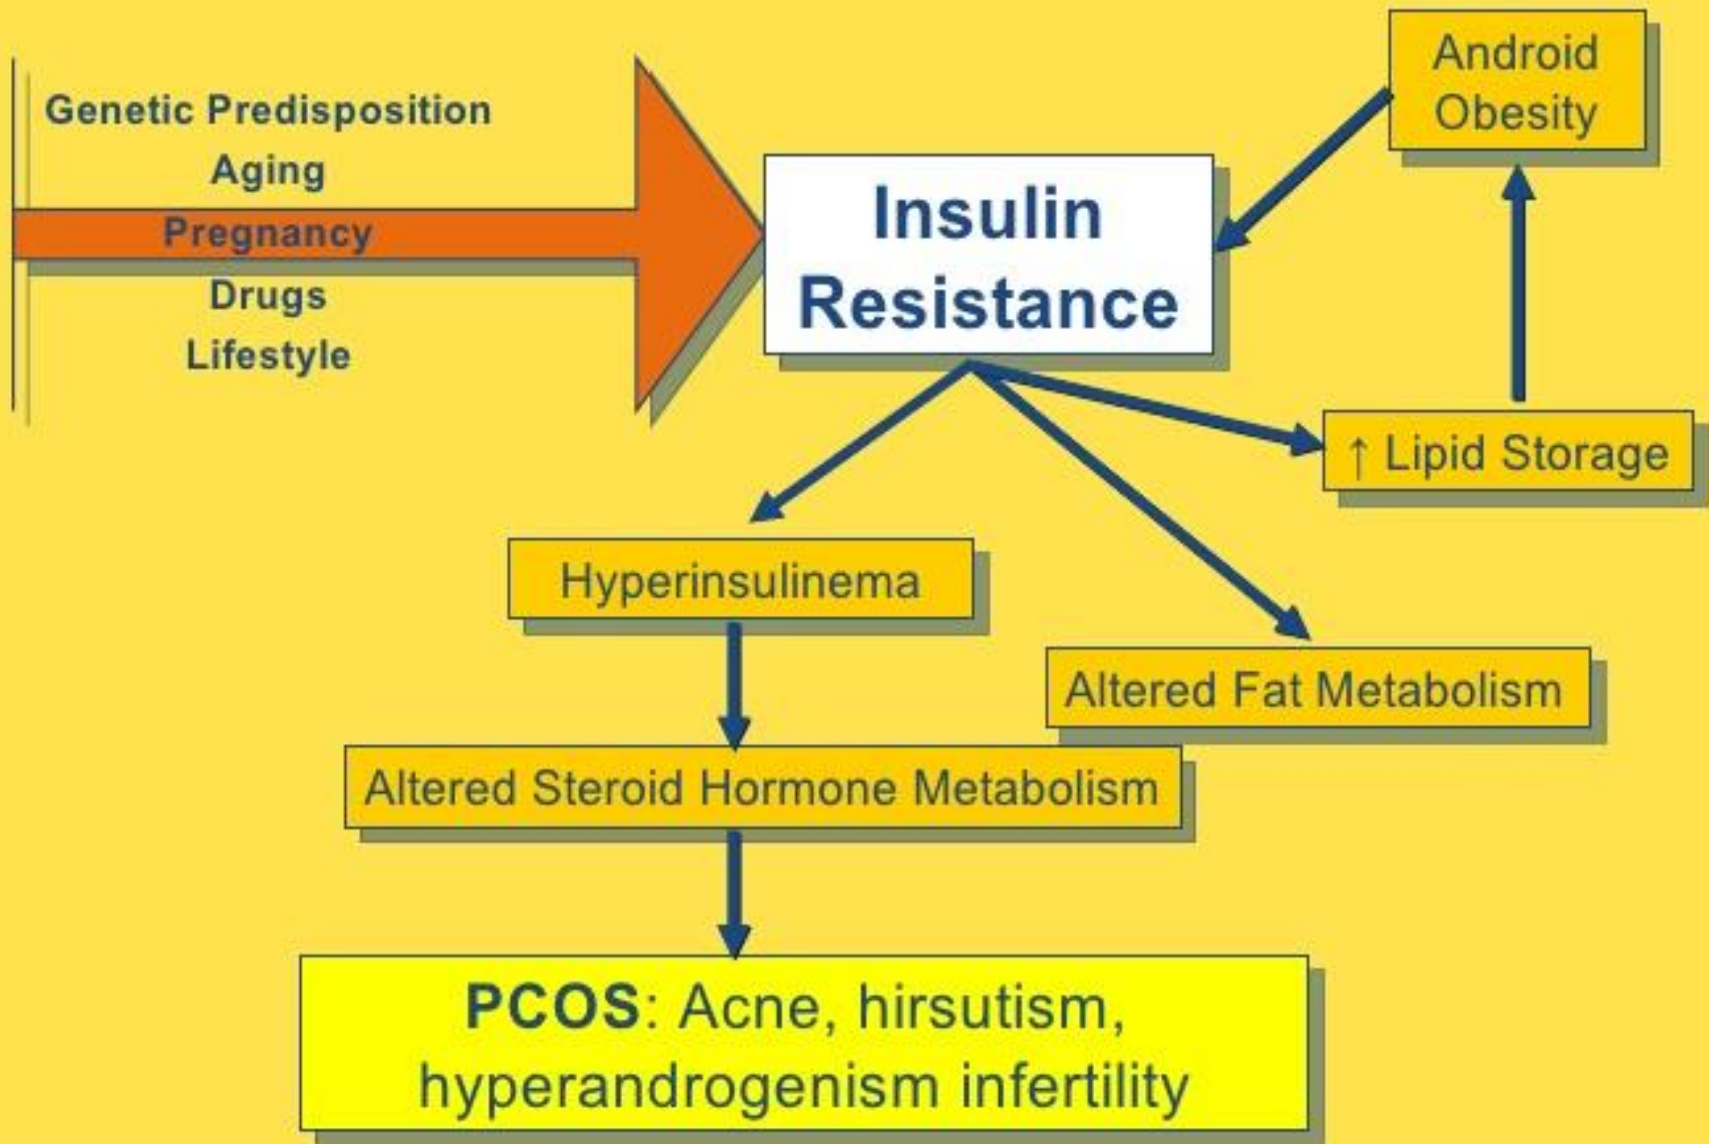 Genetic Predisposition
Aging
Pregnancy
Drugs
Lifestyle
Insulin
Resistance
Android
Obesity
↑ Lipid Storage
Hyperinsulinema
Altered Fat Metabolism
Altered Steroid Hormone Metabolism
PCOS: Acne, hirsutism,
hyperandrogenism infertility